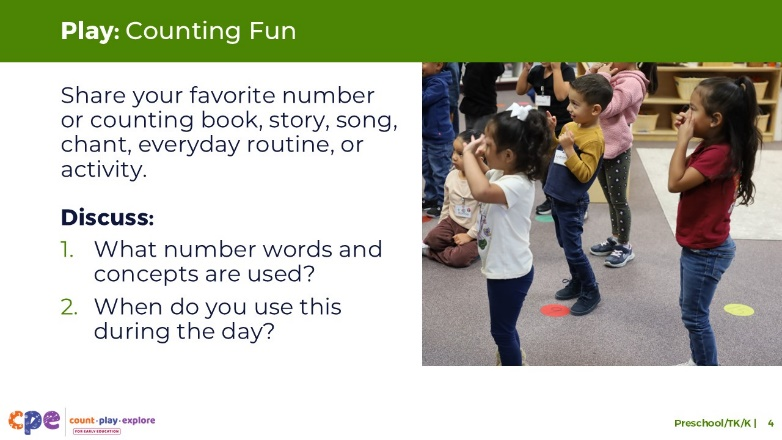 Play: Counting Fun
Share your favorite number
or counting book, story, song,
chant, everyday routine, or
activity.
Discuss:
1. What number words and
concepts are used?
2. When do you use this
during the day?
cpe
count•play•explore
FOR EARLY EDUCATION
Preschool/TK/K | 4